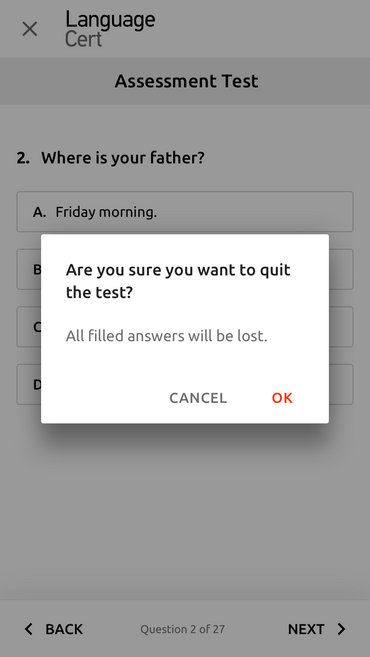 Language
Cert
Assessment Test
2. Where is your father?
A. Friday morning.
B
Are you sure you want to quit
the test?
C
All filled answers will be lost.
D
CANCEL OK
BACK Question 2 of 27 NEXT